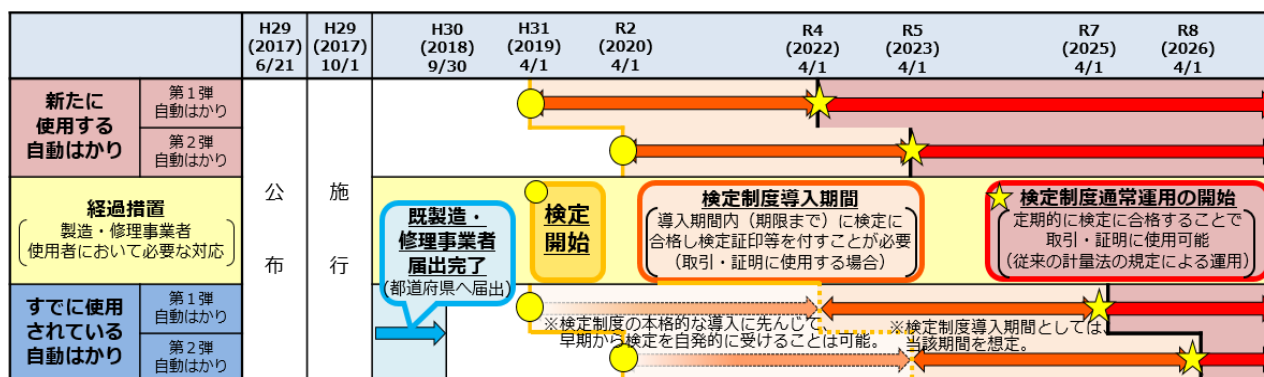 H29
(2017)
6/21
H29
(2017)
10/1
H30
(2018)
9/30
H31
(2019)
4/1
R2
(2020)
4/1
R4
(2022)
4/1
R5
(2023)
4/1
R7
(2025)
4/1
R8
(2026)
4/1
新たに
使用する
自動はかり
第1弾
自動はかり
第2弾
自動はかり
公布
施行
経過措置
製造・修理事業者
使用者において必要な対応
既製造・
修理事業者
届出完了
(都道府県へ届出)
検定
開始
検定制度導入期間
導入期間内（期限まで）に検定に
合格し検定証印等を付すことが必要
（取引・証明に使用する場合）
検定制度通常運用の開始
定期的に検定に合格することで
取引・証明に使用可能
（従来の計量法の規定による運用）
すでに使用
されている
自動はかり
第1弾
自動はかり
第2弾
自動はかり
※検定制度の本格的な導入に先んじて、
早期から検定を自発的に受けることは可能。
※検定制度導入期間としては、
当該期間を想定。